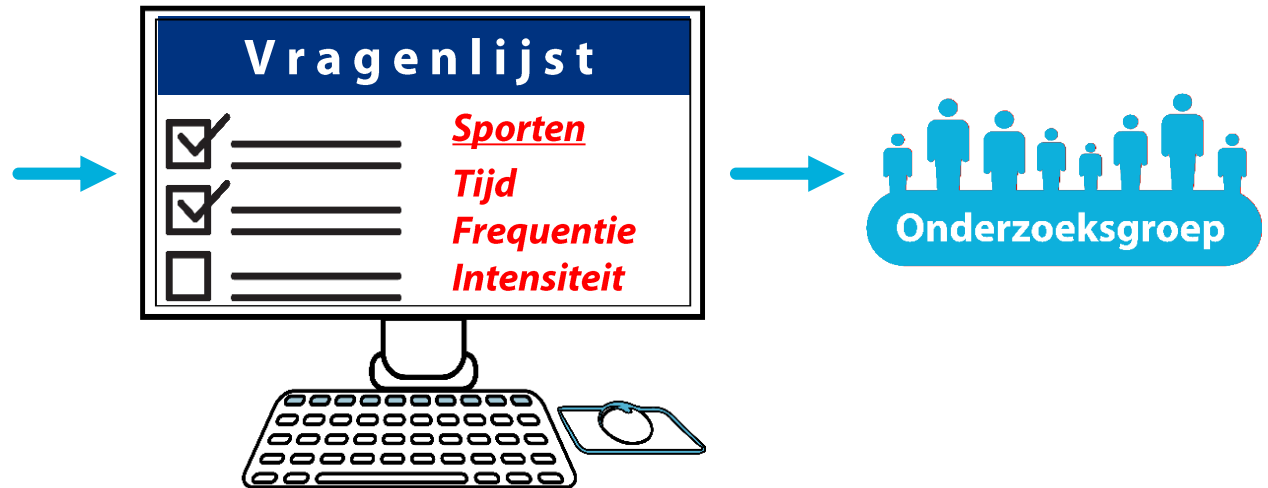 Vragenlijst
Sporten
Tijd
Frequentie
Intensiteit
Onderzoeksgroep